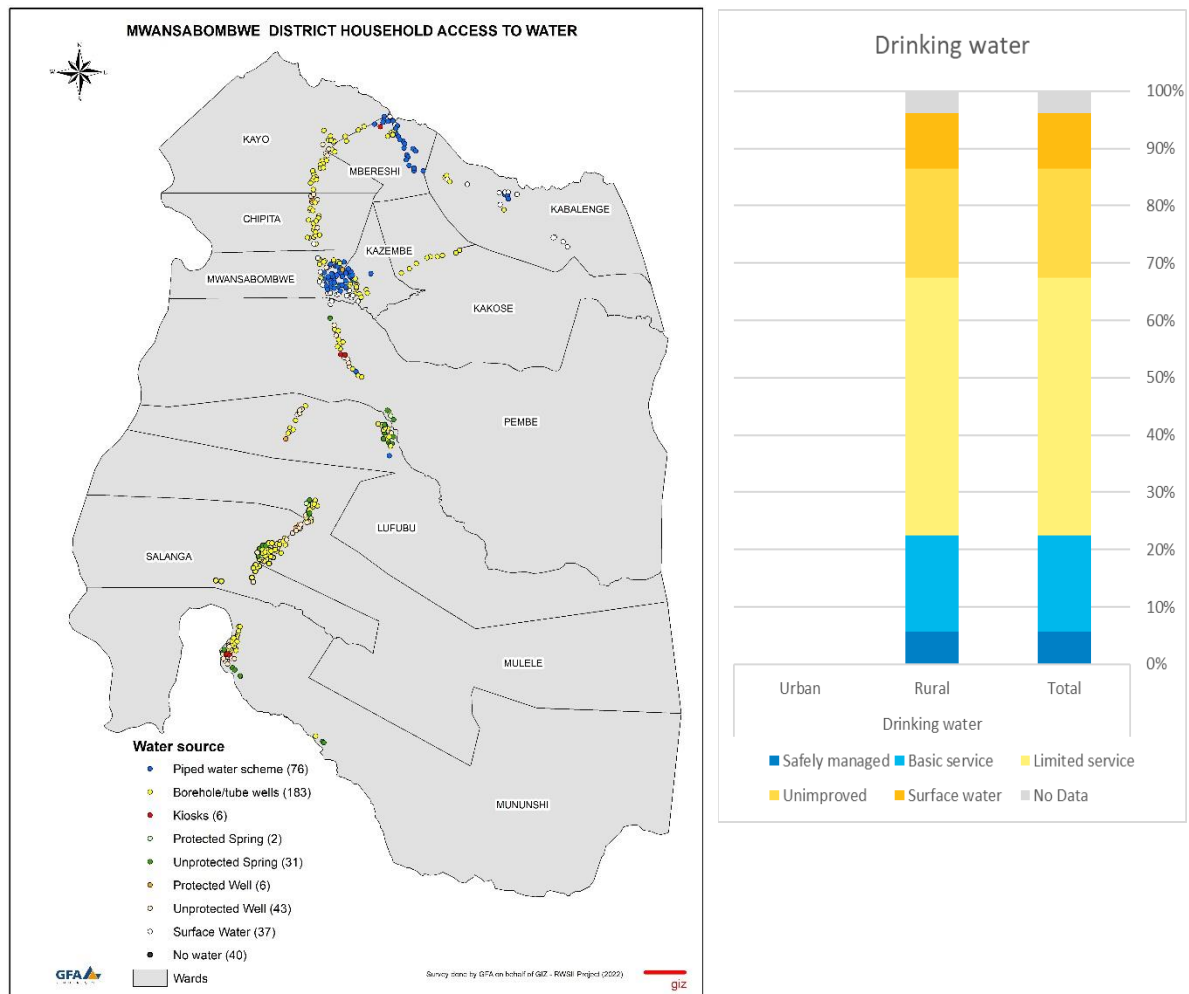 MWANSABOMBWE  DISTRICT HOUSEHOLD ACCESS TO WATER
N
W
KAYO
MBERESHI
KABALENGE
CHIPITA
KAZEMBE
MWANSABOMBWE
KAKOSE
PEMBE
LUFUBU
SALANGA
MULELE
MUNUNSHI
Water source
Piped water scheme (76)
Borehole/tube wells (183)
Kiosks (6)
Protected Spring (2)
Unprotected Spring (31)
Protected Well (6)
Unprotected Well (43)
Surface Water (37)
No water (40)
Wards
GFA
Survey done by GFA on behalf of GIZ - RWSII Project (2022)
giz
Drinking water
100%
90%
80%
70%
60%
50%
40%
30%
20%
10%
0%
Urban Rural Total
Drinking water
Safely managed Basic service Limited service
Unimproved Surface water No Data